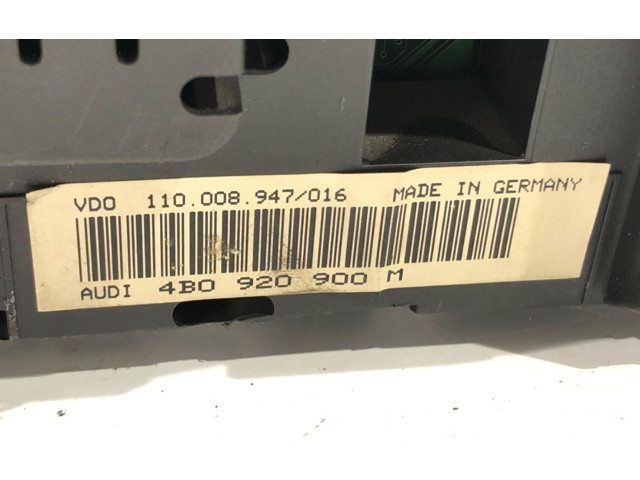 VDO 110.008.947/016 MADE IN GERMANY
AUDI 4B0 920 900 M